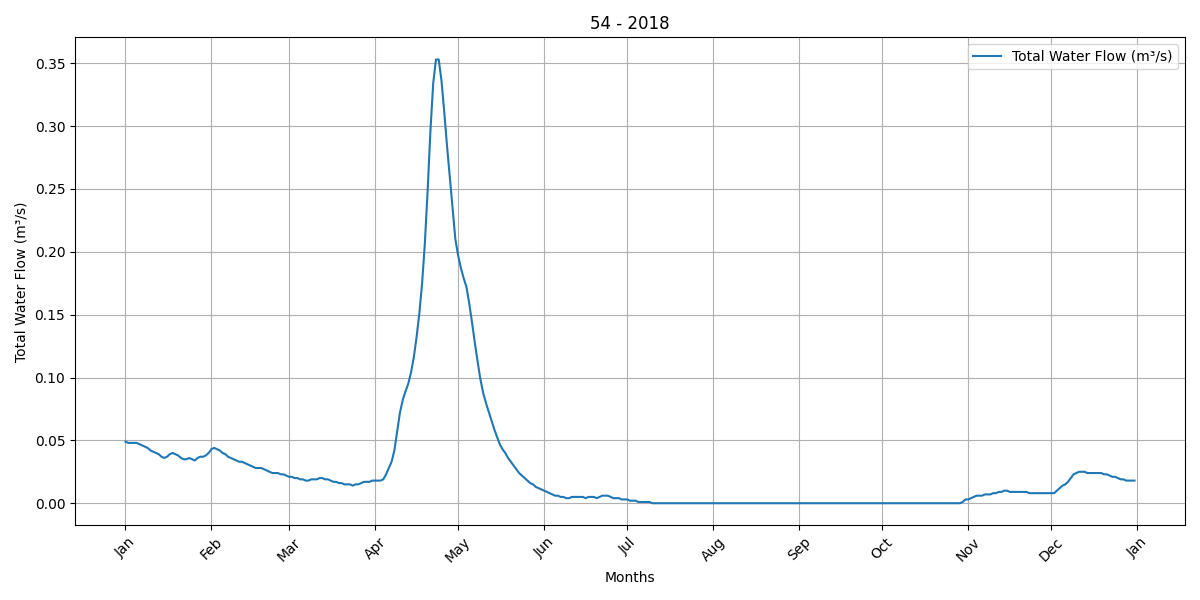 54 - 2018
Total Water Flow (m³/s)
Total Water Flow (m³/s)
0.35
0.30
0.25
0.20
0.15
0.10
0.05
0.00
Jan Feb Mar Apr May Jun Jul Aug Sep Oct Nov Dec Jan
Months